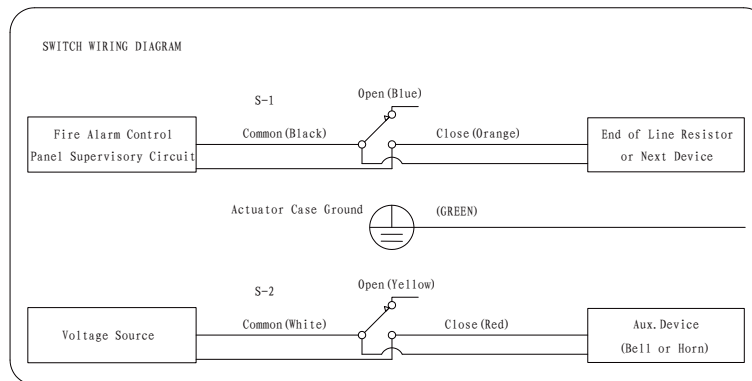 SWITCH WIRING DIAGRAM
S-1
Open(Blue)
Fire Alarm Control
Panel Supervisory Circuit
Common(Black)
Close(Orange)
End of Line Resistor
or Next Device
Actuator Case Ground
(GREEN)
S-2
Open(Yellow)
Voltage Source
Common(White)
Close(Red)
Aux.Device
(Bell or Horn)